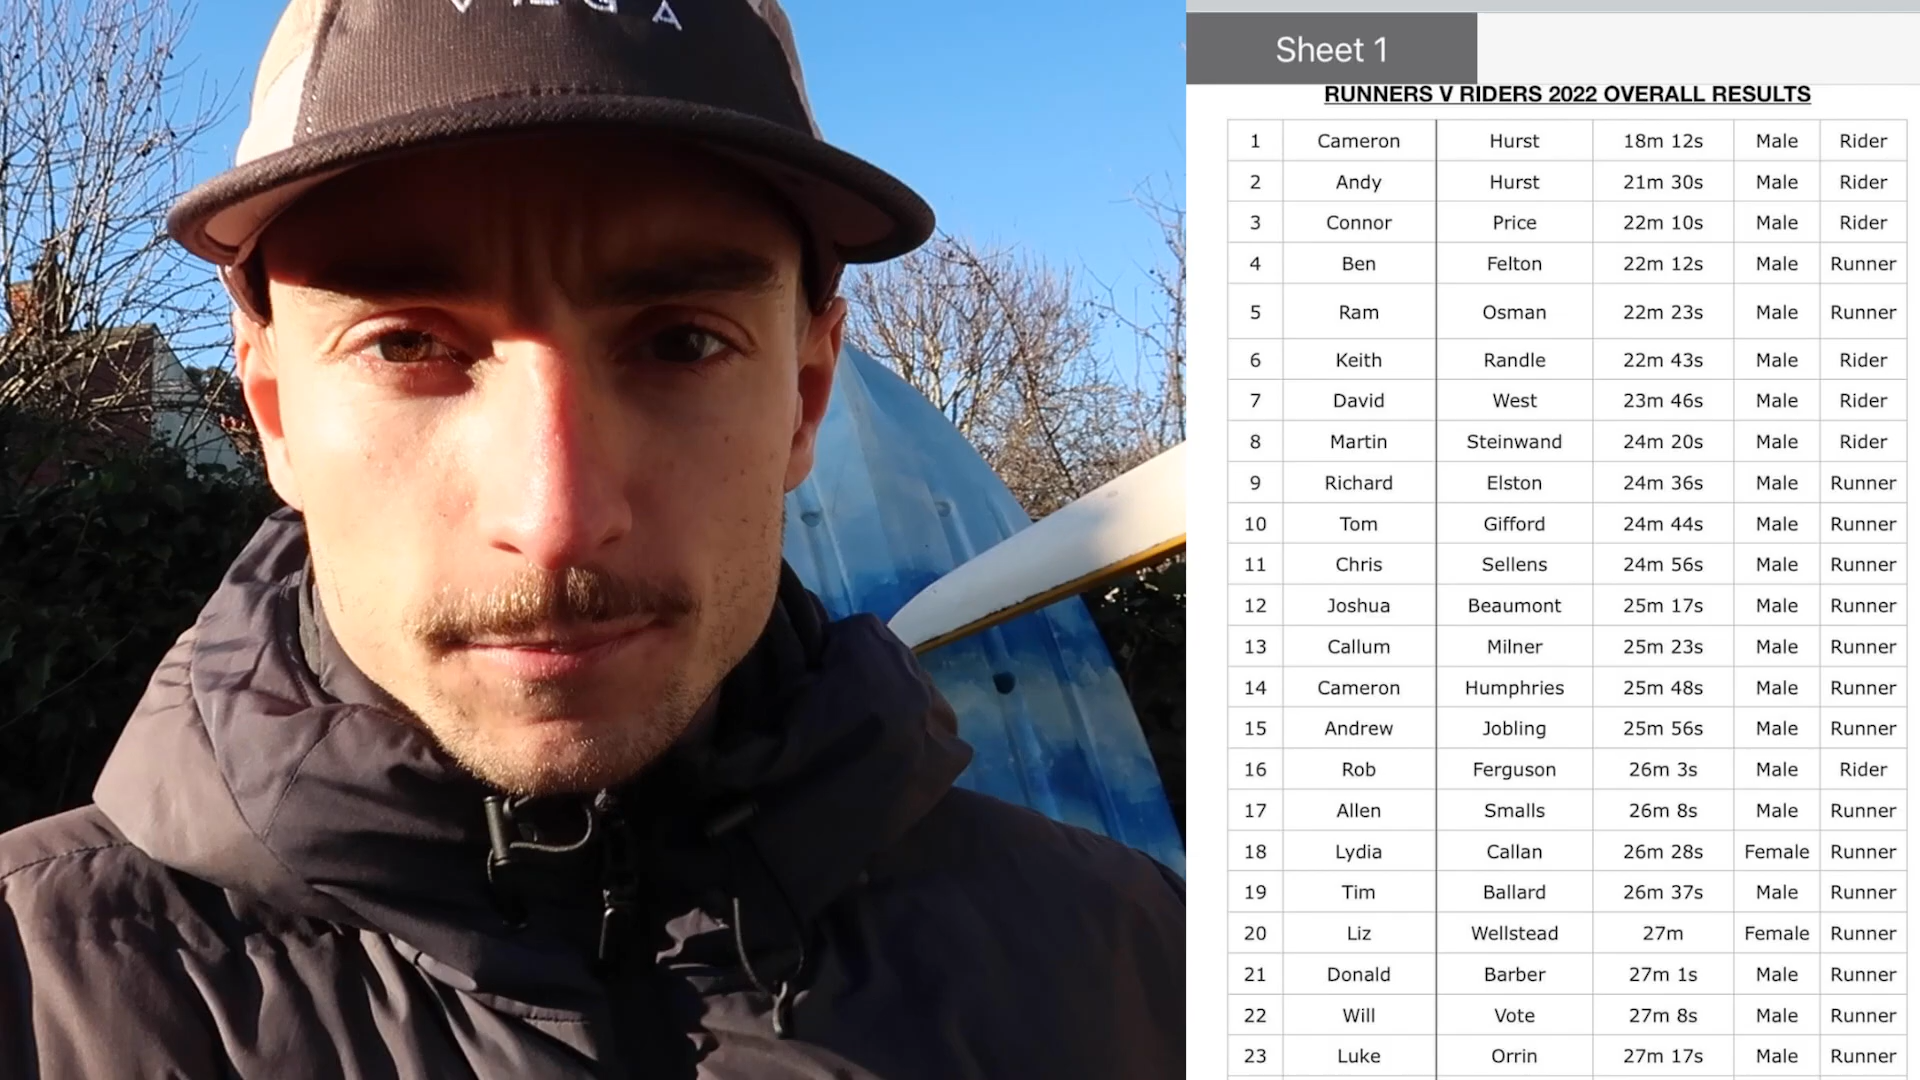 Sheet 1
RUNNERS V RIDERS 2022 OVERALL RESULTS
1 Cameron Hurst 18m 12s Male Rider
2 Andy Hurst 21m 30s Male Rider
3 Connor Price 22m 10s Male Rider
4 Ben Felton 22m 12s Male Runner
5 Ram Osman 22m 23s Male Runner
6 Keith Randle 22m 43s Male Rider
7 David West 23m 46s Male Rider
8 Martin Steinwand 24m 20s Male Rider
9 Richard Elston 24m 36s Male Runner
10 Tom Gifford 24m 44s Male Runner
11 Chris Sellens 24m 56s Male Runner
12 Joshua Beaumont 25m 17s Male Runner
13 Callum Milner 25m 23s Male Runner
14 Cameron Humphries 25m 48s Male Runner
15 Andrew Jobling 25m 56s Male Runner
16 Rob Ferguson 26m 3s Male Rider
17 Allen Smalls 26m 8s Male Runner
18 Lydia Callan 26m 28s Female Runner
19 Tim Ballard 26m 37s Male Runner
20 Liz Wellstead 27m Female Runner
21 Donald Barber 27m 1s Male Runner
22 Will Vote 27m 8s Male Runner
23 Luke Orrin 27m 17s Male Runner